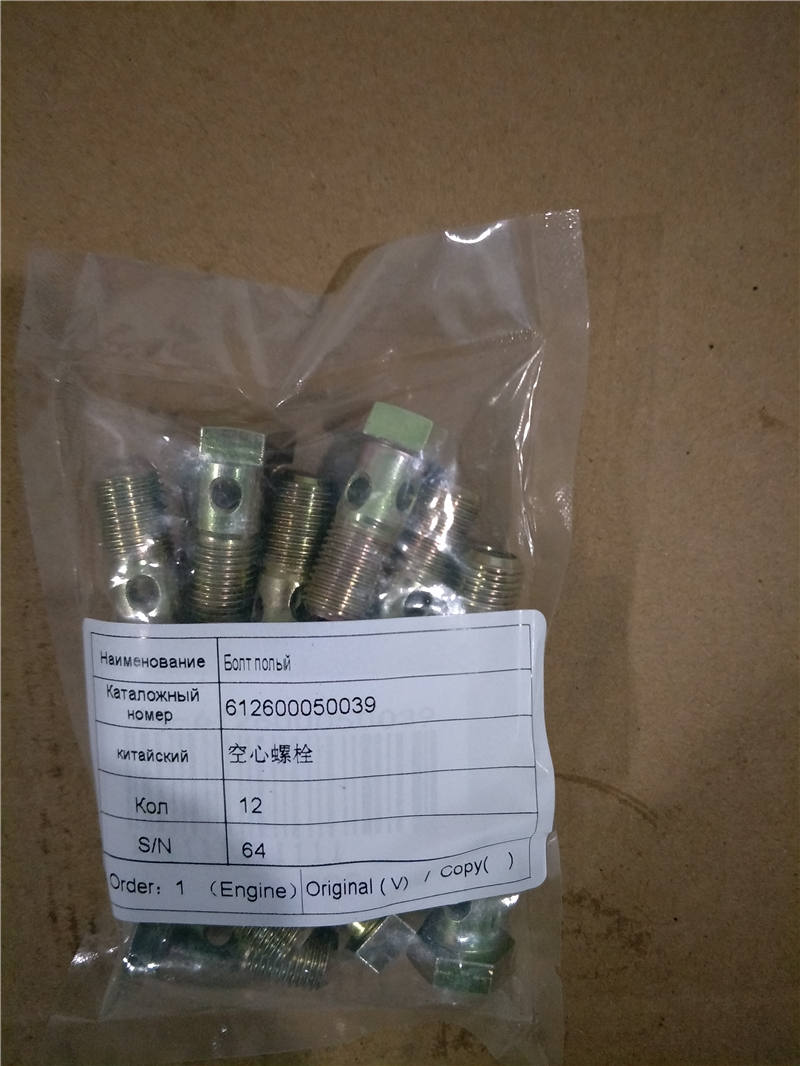 Наименование Болт полый
Каталожный номер 612600050039
китайский 空心螺栓
Кол 12
S/N 64
Order: 1 （Engine） Original ( V) / Copy( )